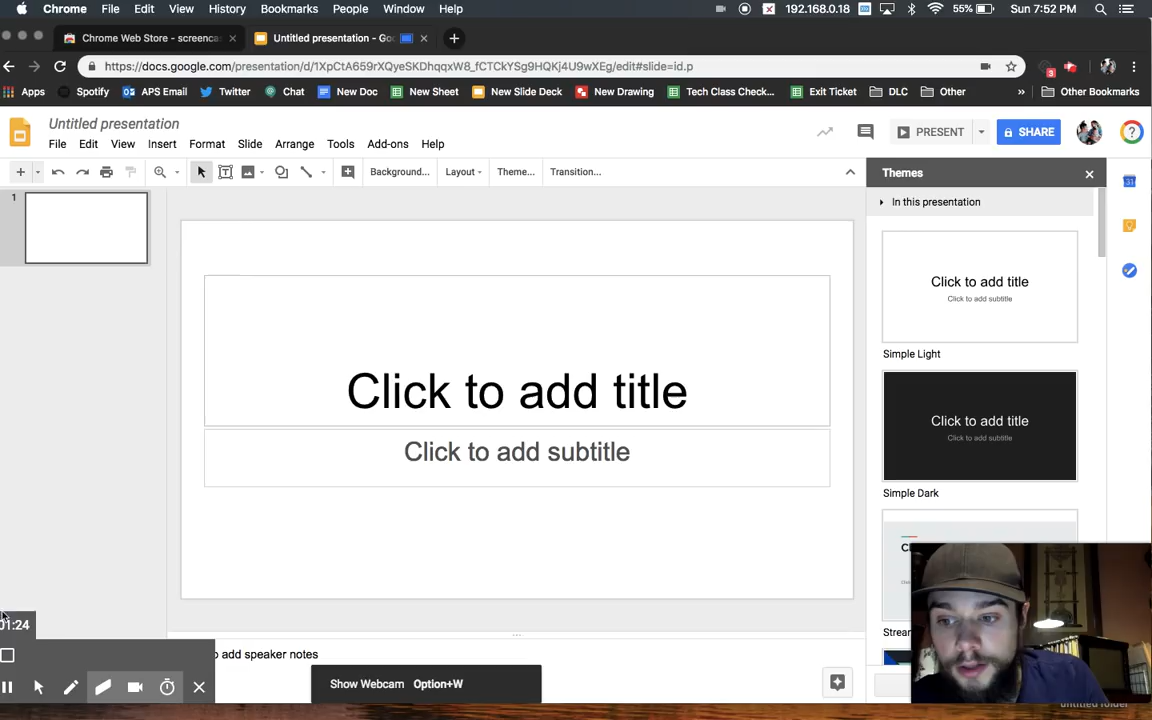 Chrome File Edit View History Bookmarks People Window Help 192.168.0.18 55% Sun 7:52 PM
Chrome Web Store - screenca Untitled presentation - Go
https://docs.google.com/presentation/d/1XpCtA659rXQyeSKDhqqxW8_fCTCkYSg9HQKj4U9wXEg/edit#slide=id.p 3
Apps Spotify APS Email Twitter Chat New Doc New Sheet New Slide Deck New Drawing Tech Class Check... Exit Ticket DLC Other » Other Bookmarks
Untitled presentation
PRESENT SHARE
File Edit View Insert Format Slide Arrange Tools Add-ons Help
Background... Layout Theme... Transition...
Themes
31
1
In this presentation
Click to add title
Click to add subtitle
Click to add title
Click to add subtitle
Simple Light
Click to add title
Click to add subtitle
Simple Dark
Stream
01:24
o add speaker notes
Show Webcam Option+W
untitled folder